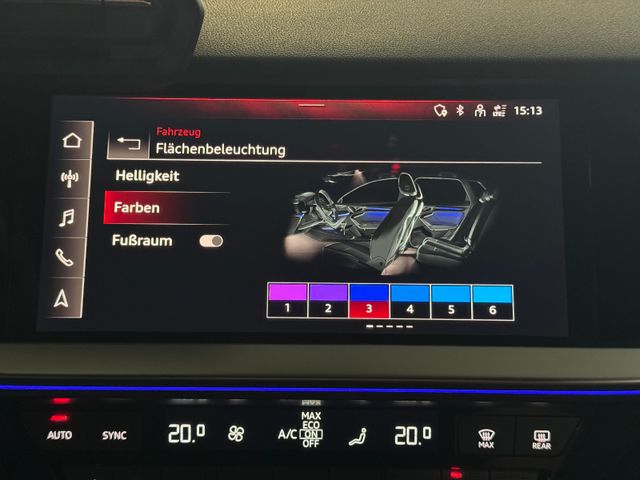 LTE
15:13
Fahrzeug
Flächenbeleuchtung
Helligkeit
Farben
Fußraum
1 2 3 4 5 6
AUTO SYNC 20.0 A/C MAX
ECO
ON
OFF
20.0 MAX REAR